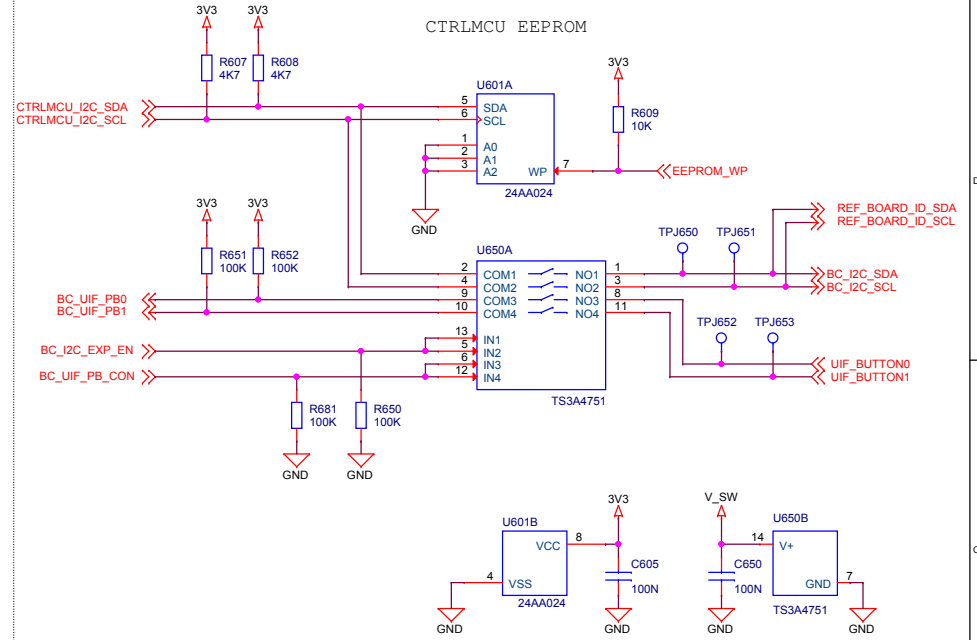 CTRLMCU EEPROM
3V3 3V3
R607 R608
4K7 4K7
3V3
U601A
CTRLMCU_I2C_SDA 5 SDA
CTRLMCU_I2C_SCL 6 SCL
R609
10K
1 A0
2 A1
3 A2 WP 7 EEPROM_WP
24AA024
GND
3V3 3V3
REF_BOARD_ID_SDA
REF_BOARD_ID_SCL
TPJ650 TPJ651
U650A
R651 R652
100K 100K
2 COM1 NO1 1 BC_I2C_SDA
4 COM2 NO2 3 BC_I2C_SCL
BC_UIF_PB0 9 COM3 NO3 8
BC_UIF_PB1 10 COM4 NO4 11
TPJ652 TPJ653
13 IN1
BC_I2C_EXP_EN 5 IN2
6 IN3 UIF_BUTTON0
BC_UIF_PB_CON 12 IN4 UIF_BUTTON1
TS3A4751
R681 R650
100K 100K
GND GND
3V3 V_SW
U601B U650B
VCC 8 14 V+
C605 C650
100N 100N
4 VSS GND 7
24AA024 TS3A4751
GND GND GND GND
D
C